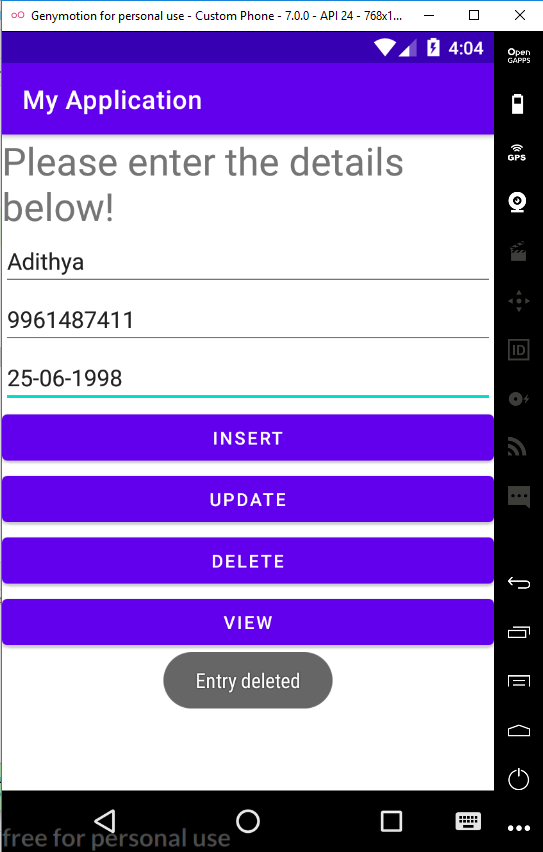 Genymotion for personal use - Custom Phone - 7.0.0 - API 24 - 768x1...
4:04
Open
GAPPS
My Application
GPS
Please enter the details
below!
Adithya
9961487411
ID
25-06-1998
INSERT
UPDATE
DELETE
VIEW
Entry deleted
free for personal use